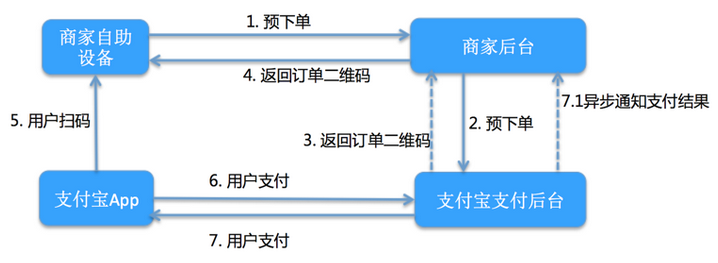 1. 预下单
商家自助
设备
商家后台
4. 返回订单二维码
7.1异步通知支付结果
5. 用户扫码
2. 预下单
3. 返回订单二维码
6. 用户支付
支付宝App
支付宝支付后台
7. 用户支付